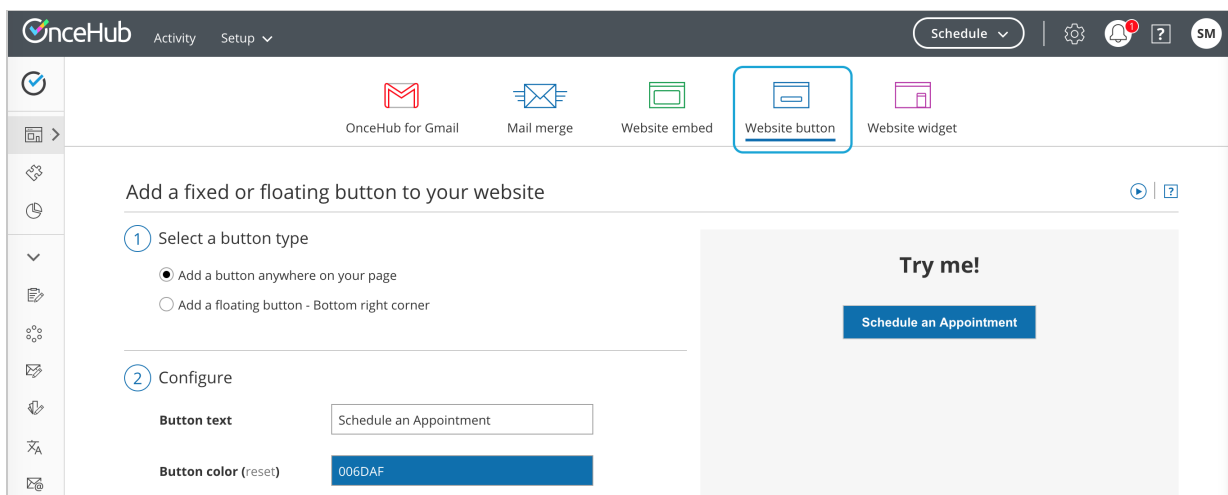 OnceHub Activity Setup Schedule 1 ? SM
OnceHub for Gmail Mail merge Website embed Website button Website widget
Add a fixed or floating button to your website ?
1 Select a button type
Add a button anywhere on your page
Add a floating button - Bottom right corner
Try me!
Schedule an Appointment
2 Configure
Button text Schedule an Appointment
Button color (reset) 006DAF